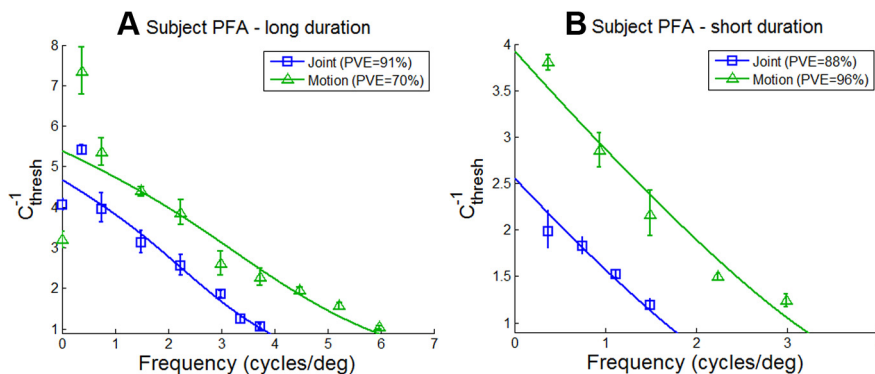 A Subject PFA - long duration
8
7
6
5
4
3
2
1
C⁻¹thresh
Joint (PVE=91%)
Motion (PVE=70%)
0 1 2 3 4 5 6 7
Frequency (cycles/deg)
B Subject PFA - short duration
4
3.5
3
2.5
2
1.5
1
C⁻¹thresh
Joint (PVE=88%)
Motion (PVE=96%)
0 1 2 3
Frequency (cycles/deg)